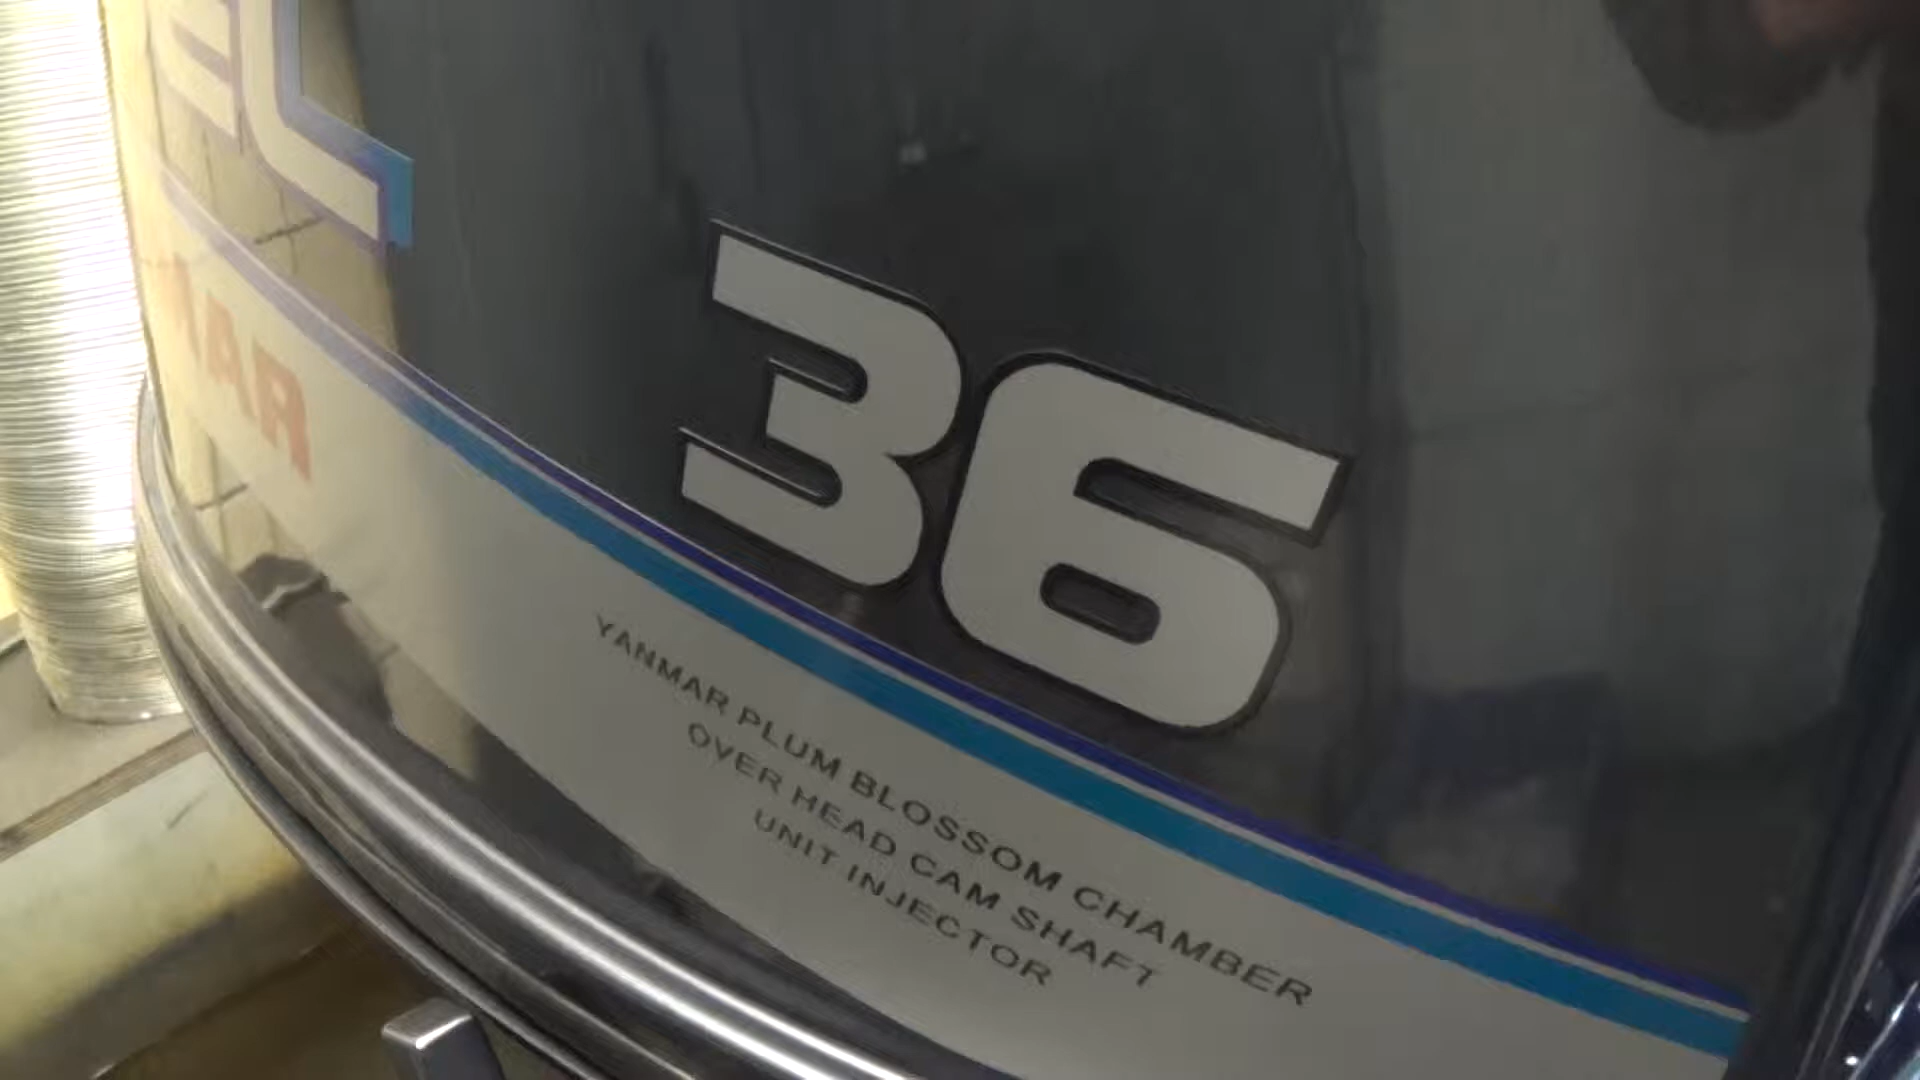 36
YANMAR PLUM BLOSSOM CHAMBER
OVER HEAD CAM SHAFT
UNIT INJECTOR